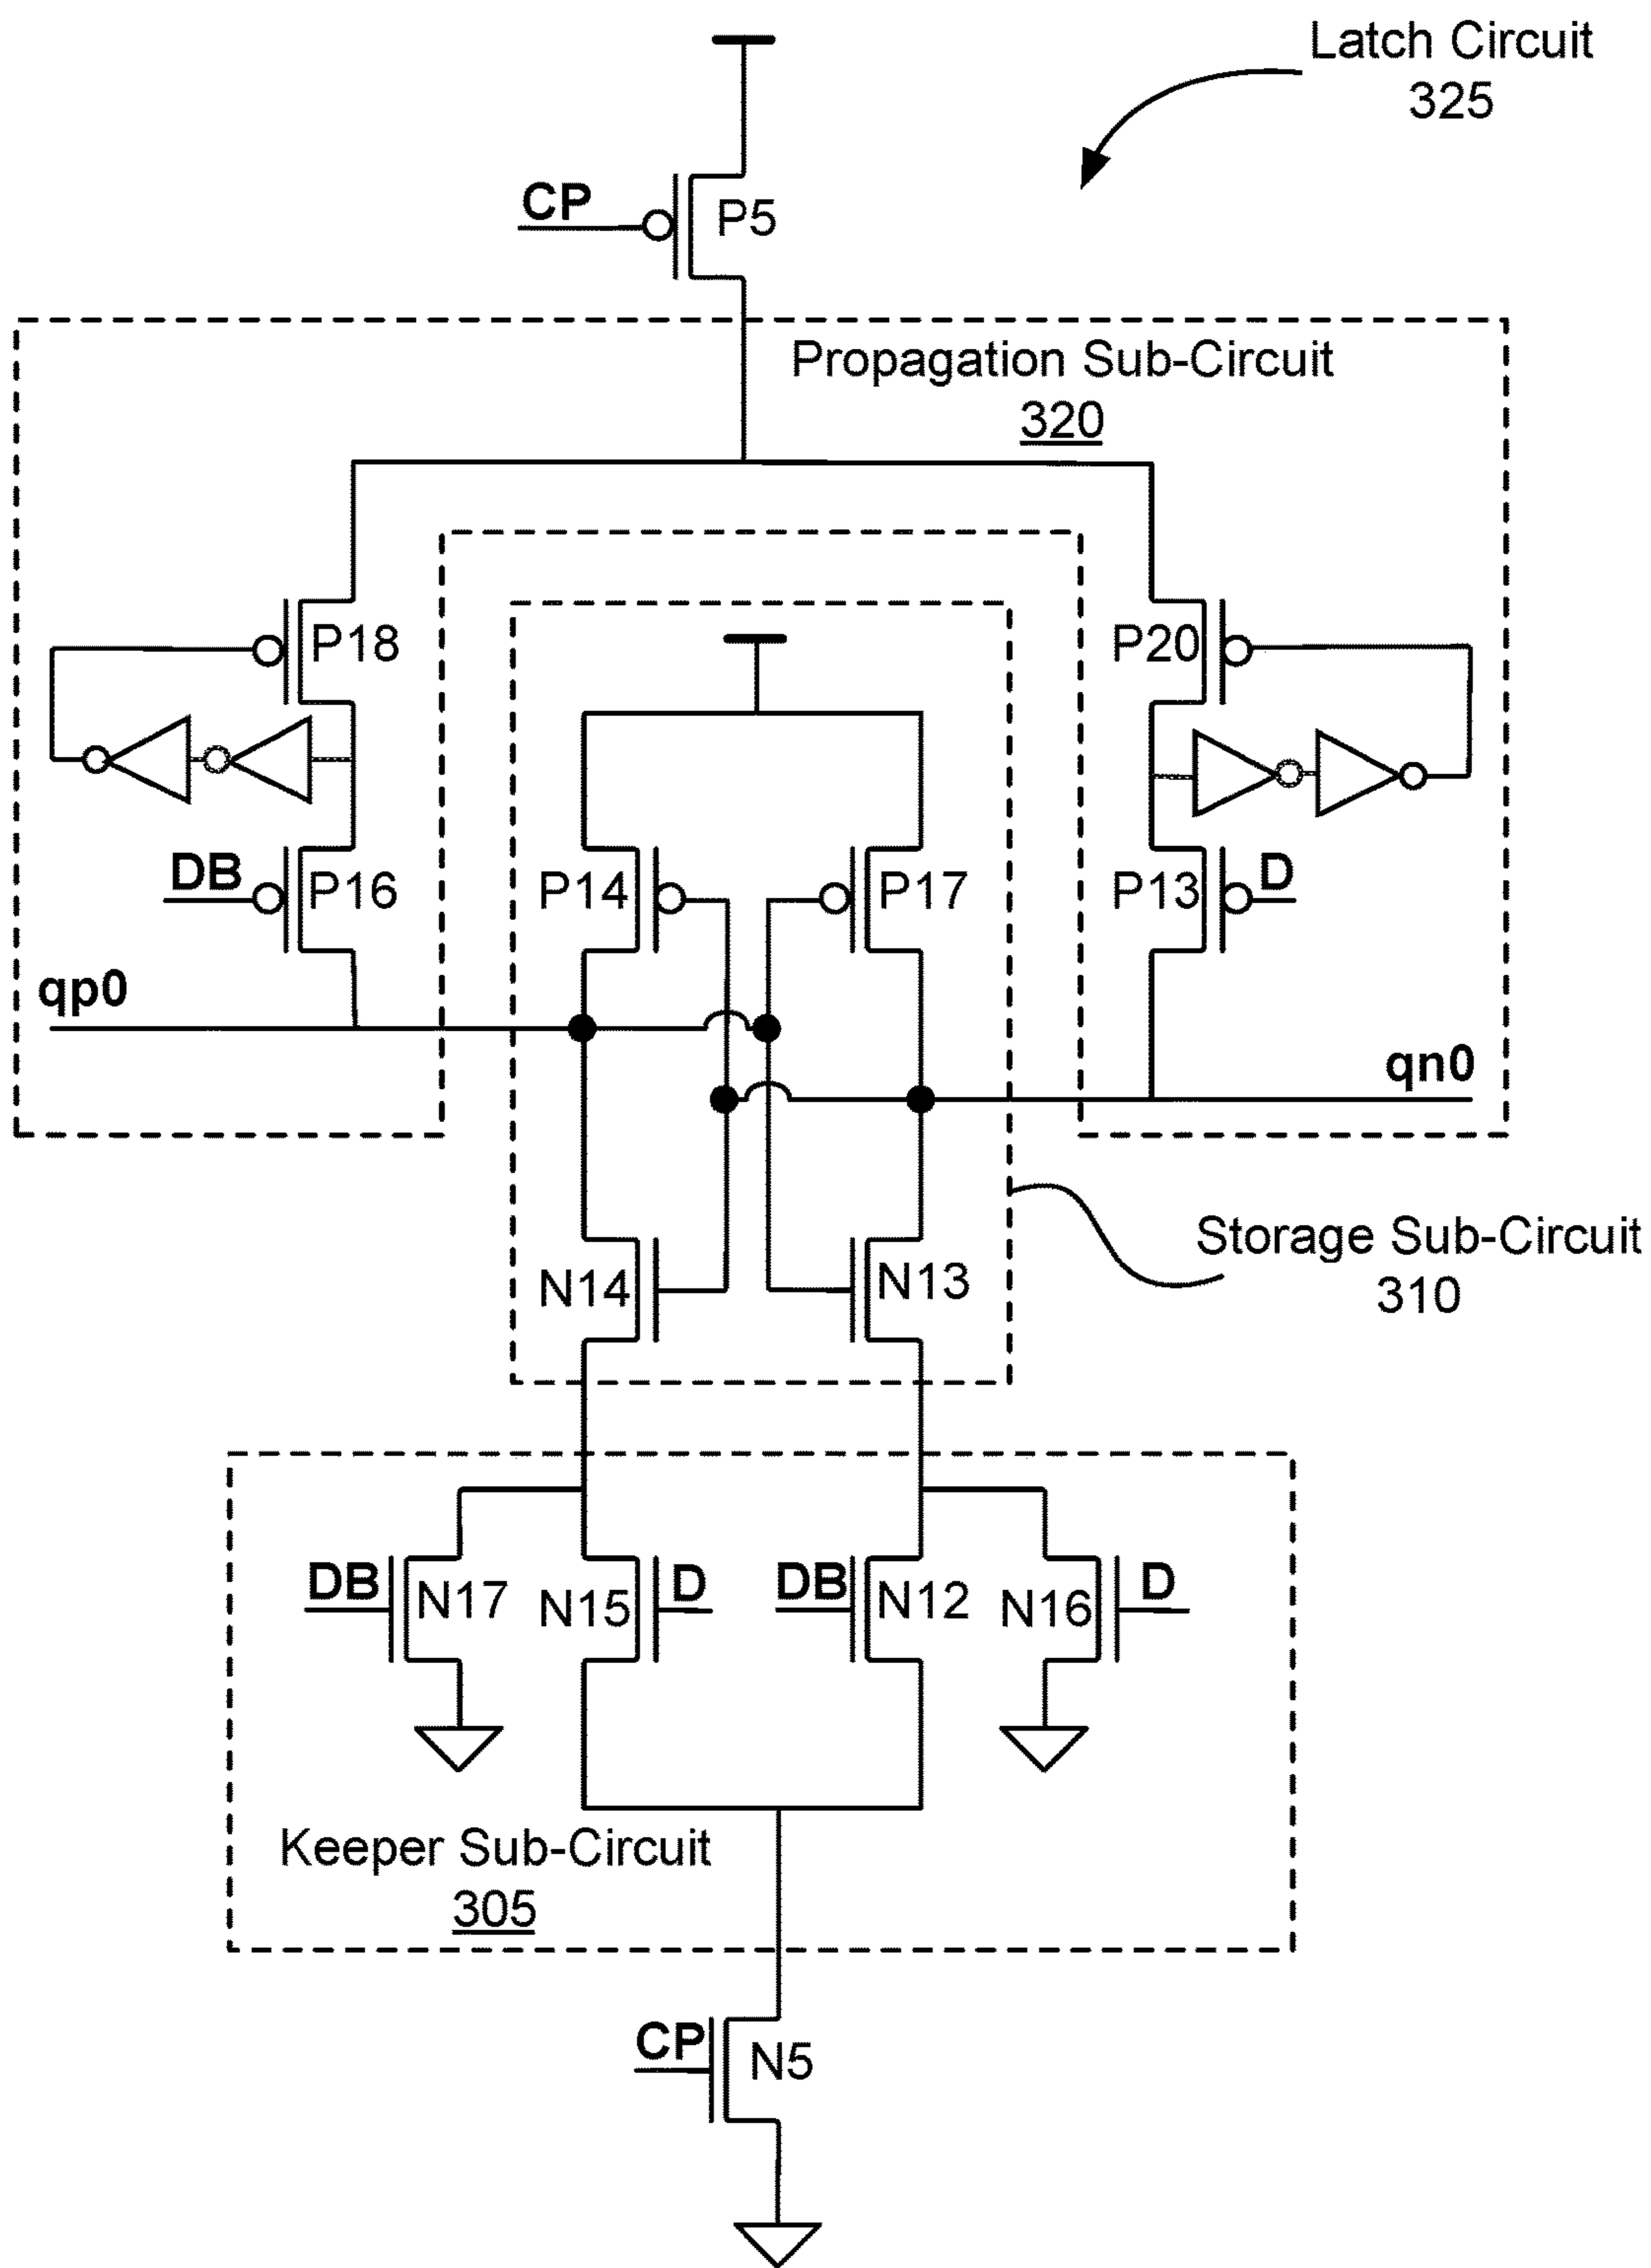 Latch Circuit
325
CP
P5
Propagation Sub-Circuit
320
P18
P20
DB
P16
P14
P17
P13
D
qp0
qn0
Storage Sub-Circuit
310
N14
N13
DB
N17
N15
D
DB
N12
N16
D
Keeper Sub-Circuit
305
CP
N5